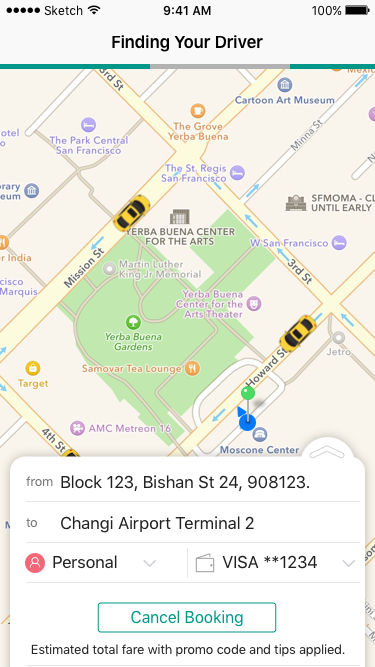 Sketch 9:41 AM 100%
Finding Your Driver
3rd St
Cartoon Art Museum
The Grove
Yerba Buena
Minna St
The Park Central
San Francisco
The St. Regis
San Francisco
SFMOMA - CL
UNTIL EARLY
YERBA BUENA CENTER
FOR THE ARTS
W San Francisco
er India
Mission St
Martin Luther
King Jr Memorial
3rd St
Marquis
Yerba Buena
Center for the
Arts Theater
Yerba Buena
Gardens
Howard St
Jetro
Target
Samovar Tea Lounge
4th St
AMC Metreon 16
Moscone Center
from Block 123, Bishan St 24, 908123.
to Changi Airport Terminal 2
Personal VISA **1234
Cancel Booking
Estimated total fare with promo code and tips applied.